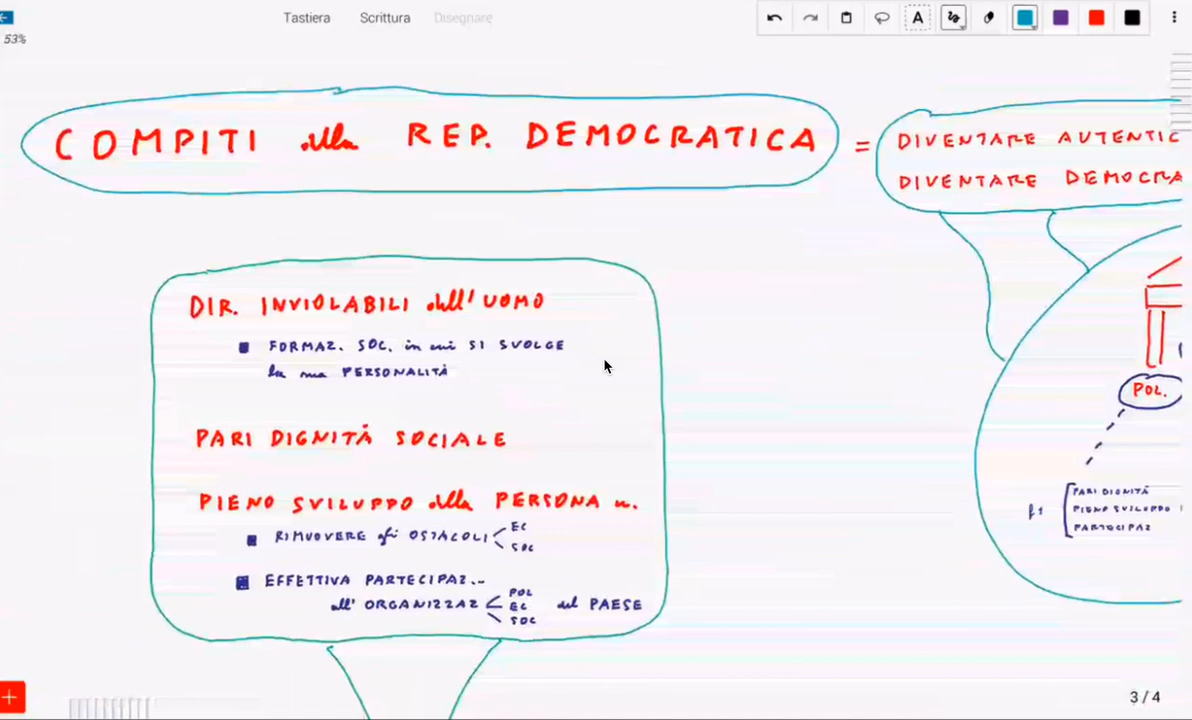 Tastiera Scrittura Disegnare
A
53%
COMPITI della REP. DEMOCRATICA = DIVENTARE AUTENTIC
DIVENTARE DEMOCRA
DIR. INVIOLABILI dell'UOMO
FORMAZ. SOC. in cui SI SVOLGE
la sua PERSONALITÀ
PARI DIGNITÀ SOCIALE
PIENO SVILUPPO della PERSONA u.
RIMUOVERE gli OSTACOLI EC
SOC
EFFETTIVA PARTECIPAZ..
all'ORGANIZZAZ POL
EC
SOC
del PAESE
POL.
PARI DIGNITÀ
PIENO SVILUPPO
PARTECIPAZ
3 / 4